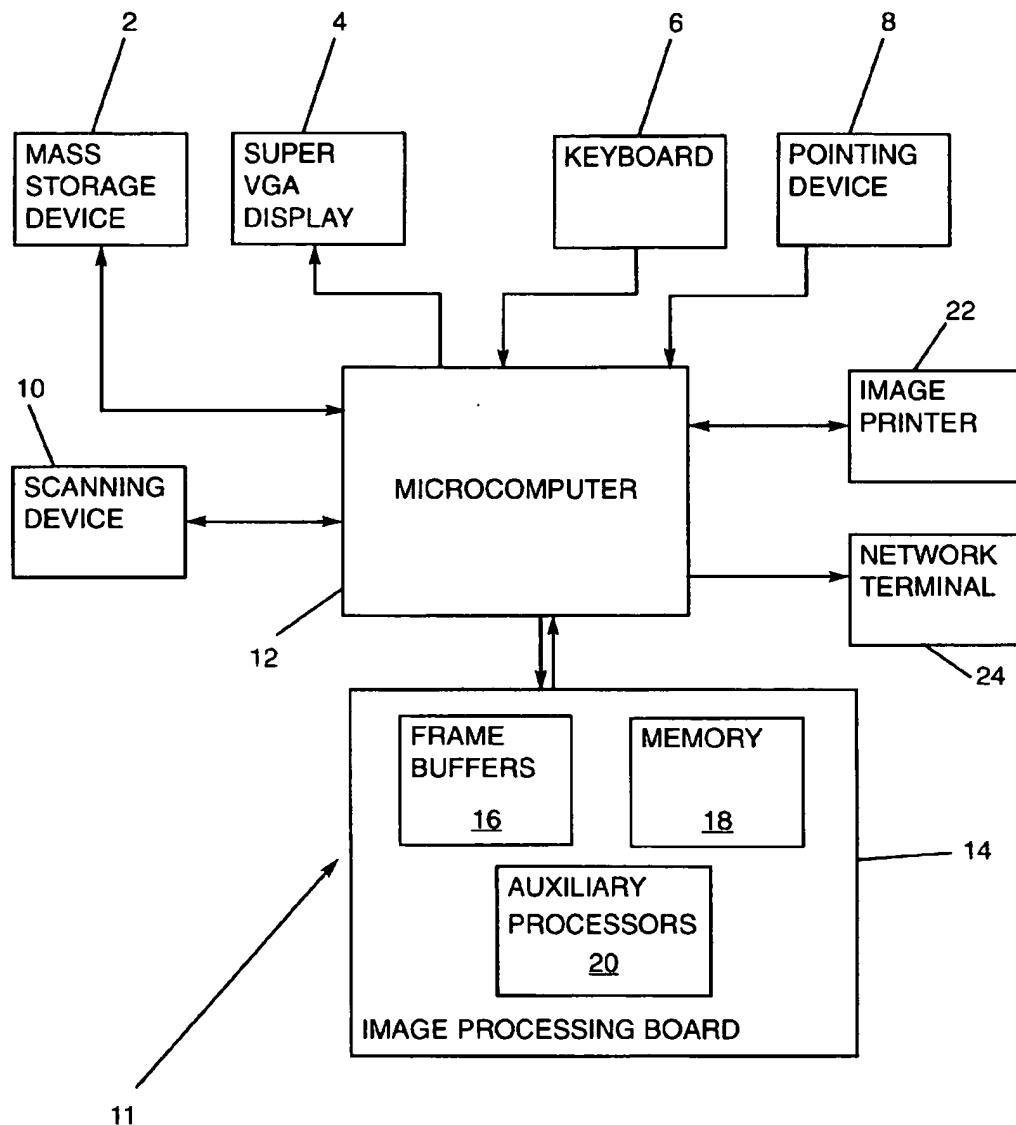 2
4
6
8
MASS
STORAGE
DEVICE
SUPER
VGA
DISPLAY
KEYBOARD
POINTING
DEVICE
22
10
IMAGE
PRINTER
SCANNING
DEVICE
MICROCOMPUTER
NETWORK
TERMINAL
12
24
FRAME
BUFFERS
16
MEMORY
18
14
AUXILIARY
PROCESSORS
20
IMAGE PROCESSING BOARD
11